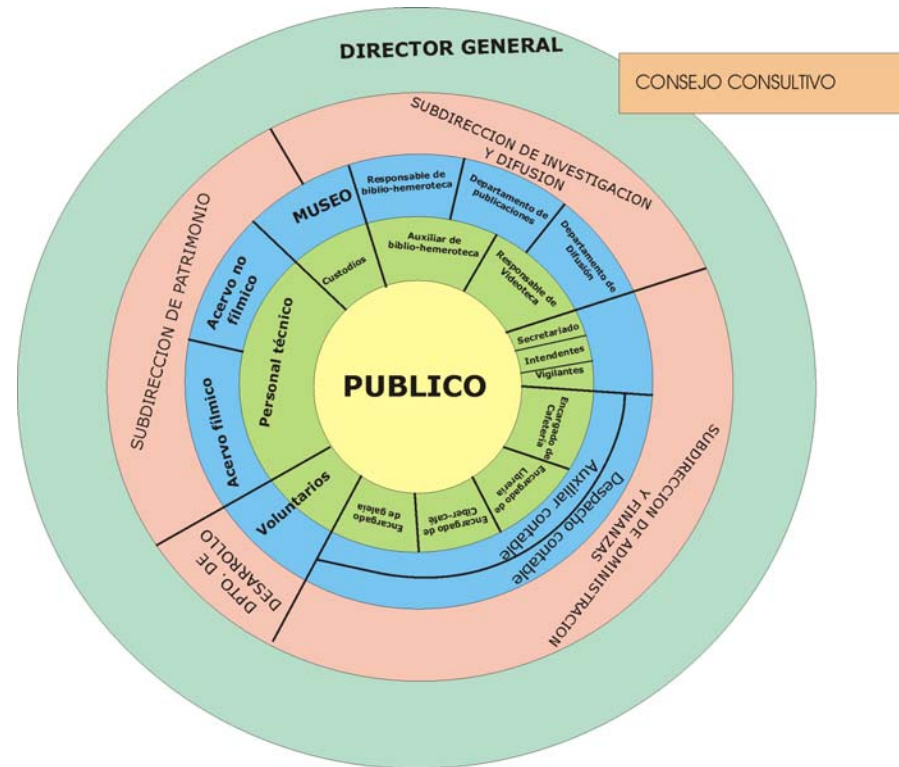 DIRECTOR GENERAL
CONSEJO CONSULTIVO
SUBDIRECCION DE INVESTIGACION
Y DIFUSION
SUBDIRECCION DE PATRIMONIO
MUSEO
Responsable de
biblio-hemeroteca
Departamento de
publicaciones
Departamento de
Difusión
Acervo no
fílmico
Custodios
Auxiliar de
biblio-hemeroteca
Responsable de
Videoteca
Personal técnico
Secretariado
Intendentes
Vigilantes
PUBLICO
Acervo fílmico
Encargado de
Cafetería
Encargado de
Librería
Encargado de
Ciber-café
Encargado
de galeía
Voluntarios
Auxiliar contable
Despacho contable
DPTO. DE
DESARROLLO
SUBDIRECCION DE ADMINISTRACION
Y FINANZAS